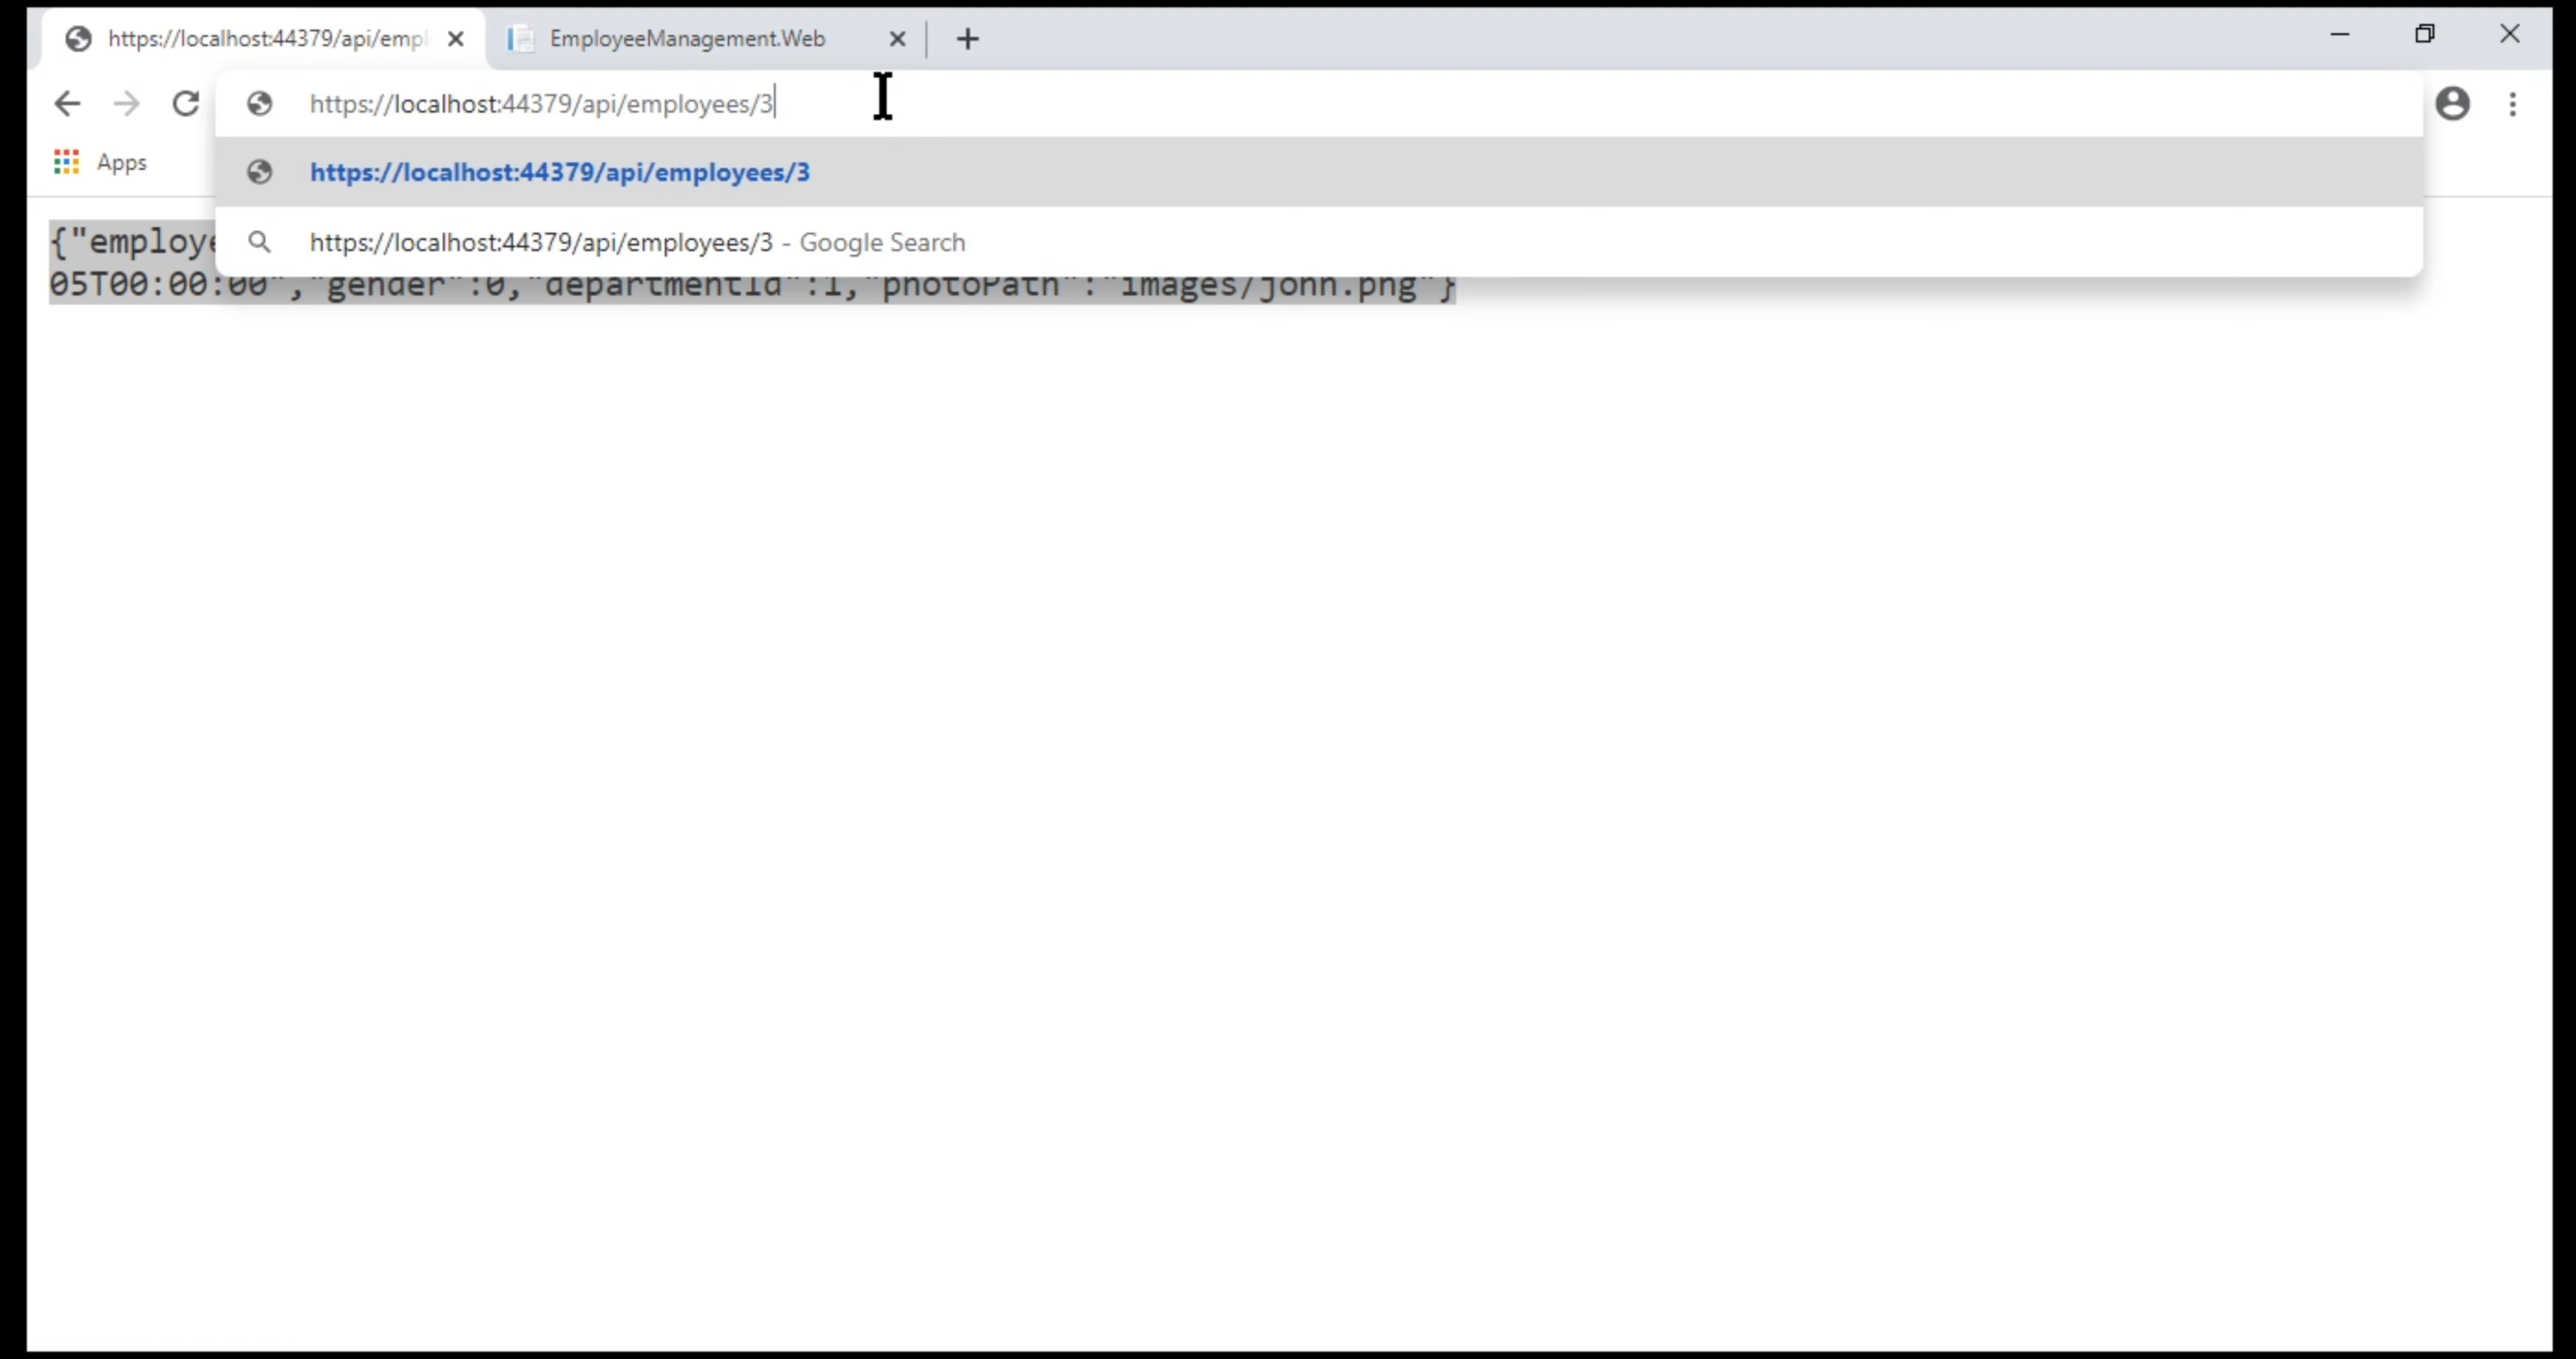 https://localhost:44379/api/empl
EmployeeManagement.Web
https://localhost:44379/api/employees/3
Apps
https://localhost:44379/api/employees/3
https://localhost:44379/api/employees/3 - Google Search
{"employe
05T00:00:00","gender":0,"departmentId":1,"photoPath":"images/john.png"}